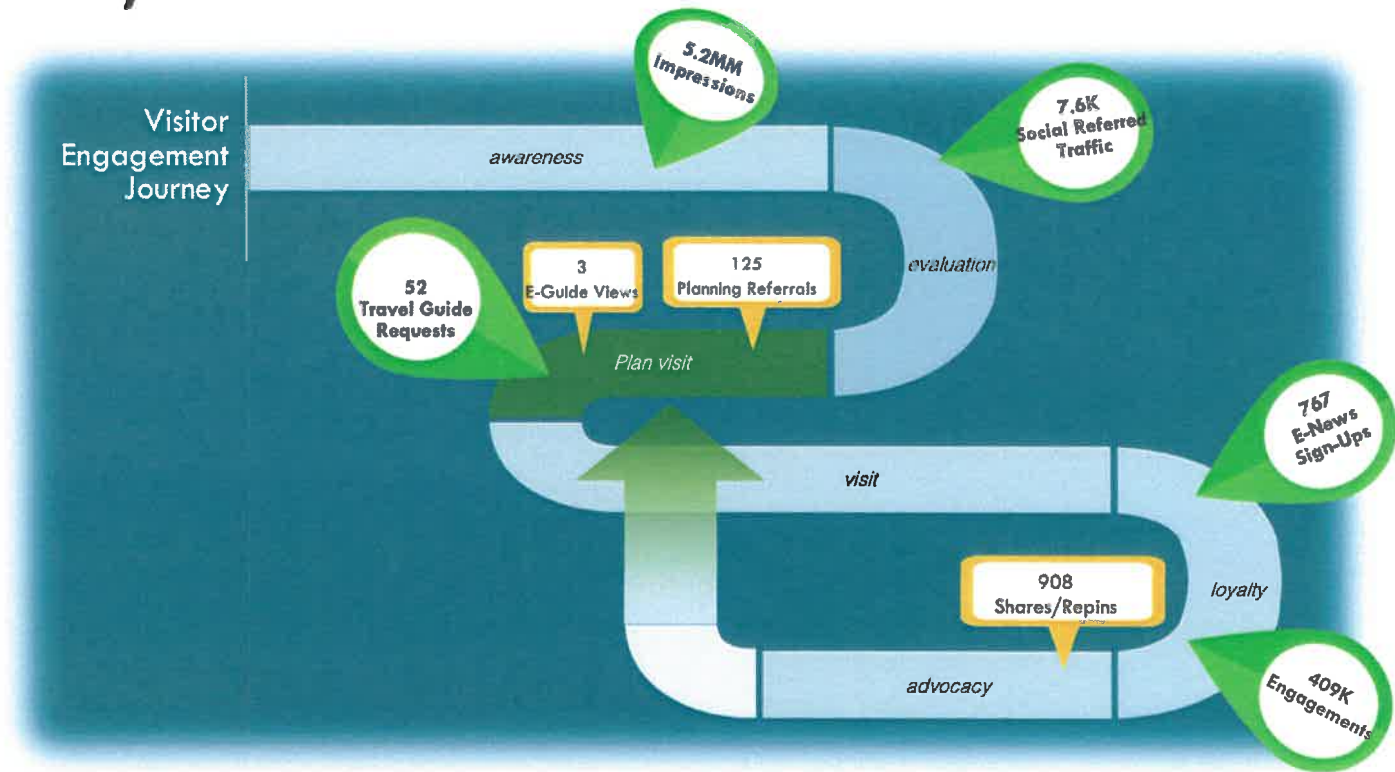 Visitor
Engagement
Journey
5.2MM
Impressions
awareness
7.6K
Social Referred
Traffic
evaluation
52
Travel Guide
Requests
3
E-Guide Views
125
Planning Referrals
Plan visit
767
E-News
Sign-Ups
visit
loyalty
908
Shares/Repins
advocacy
409K
Engagements